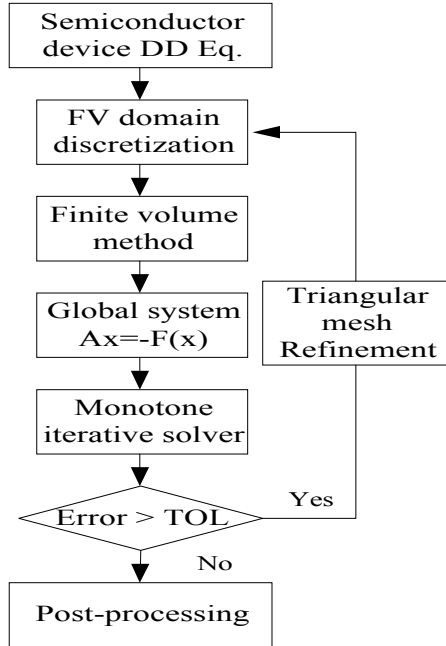 Semiconductor
device DD Eq.
FV domain
discretization
Finite volume
method
Global system
Ax=-F(x)
Triangular
mesh
Refinement
Monotone
iterative solver
Error > TOL
Yes
No
Post-processing